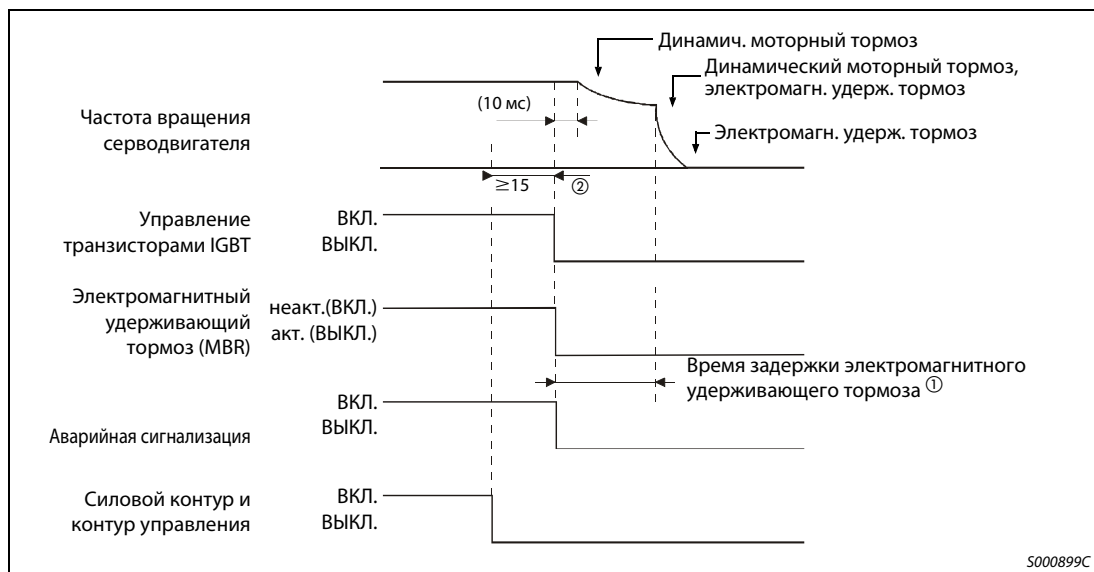 Динамич. моторный тормоз
Динамический моторный тормоз,
электромагн. удерж. тормоз
(10 мс)
Частота вращения
серводвигателя
Электромагн. удерж. тормоз
≥15
②
Управление
транзисторами IGBT
ВКЛ.
ВЫКЛ.
Электромагнитный
удерживающий
тормоз (MBR)
неакт.(ВКЛ.)
акт. (ВЫКЛ.)
Время задержки электромагнитного
удерживающего тормоза ①
Аварийная сигнализация
ВКЛ.
ВЫКЛ.
Силовой контур и
контур управления
ВКЛ.
ВЫКЛ.
S000899C